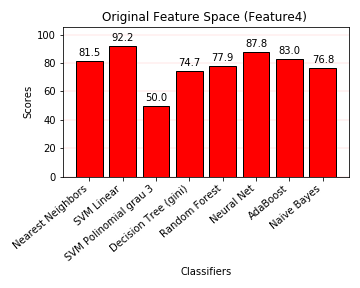 Original Feature Space (Feature4)
100
80
60
40
20
0
Scores
81.5
92.2
50.0
74.7
77.9
87.8
83.0
76.8
Nearest Neighbors
SVM Linear
SVM Polinomial grau 3
Decision Tree (gini)
Random Forest
Neural Net
AdaBoost
Naive Bayes
Classifiers